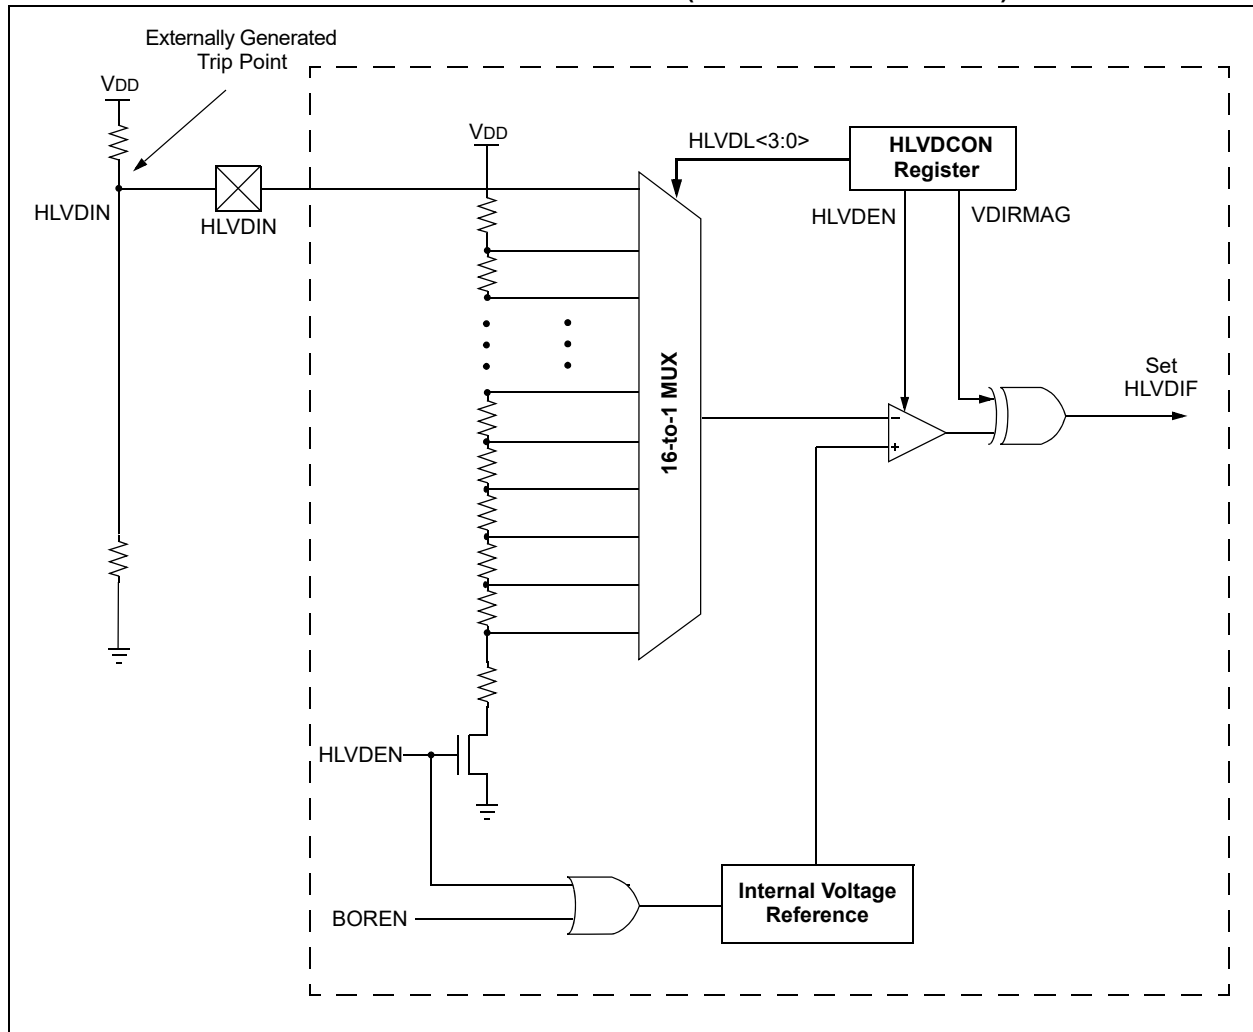 Externally Generated
Trip Point
VDD
VDD
HLVDL<3:0>
HLVDCON
Register
HLVDIN
HLVDIN
HLVDEN
VDIRMAG
16-to-1 MUX
Set
HLVDIF
–
+
HLVDEN
BOREN
Internal Voltage
Reference